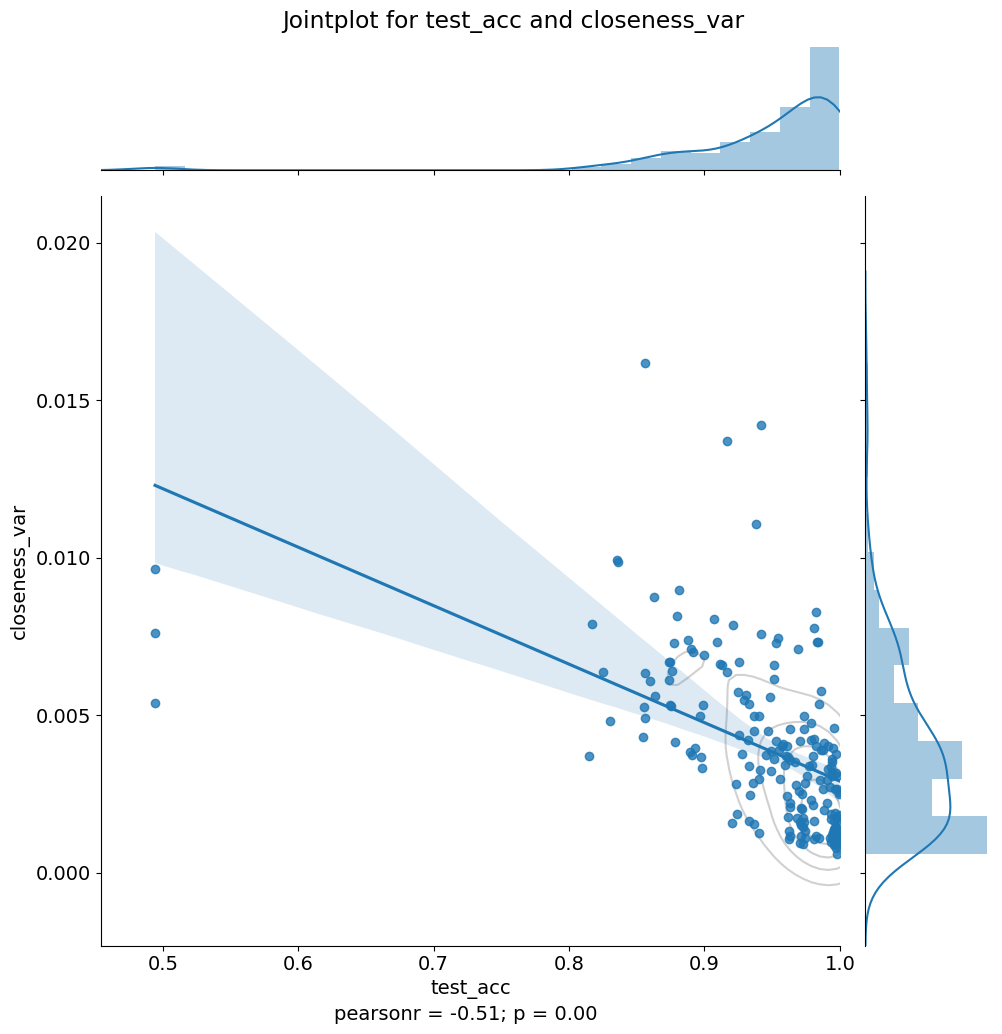 Jointplot for test_acc and closeness_var
0.020
0.015
0.010
0.005
0.000
closeness_var
0.5 0.6 0.7 0.8 0.9 1.0
test_acc
pearsonr = -0.51; p = 0.00